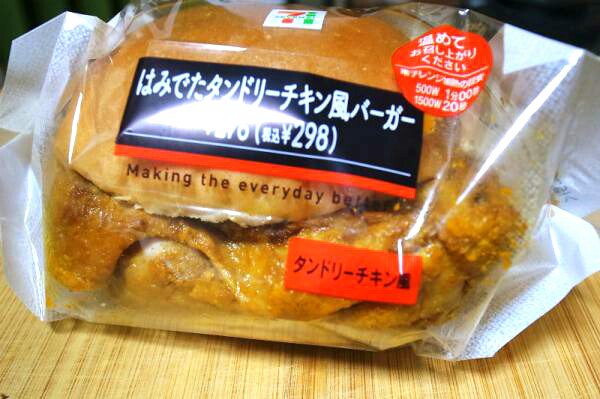 温めて
お召し上がり
ください
500W 1分00秒
1500W 20秒
はみでたタンドリーチキン風バーガー
(税込¥298)
Making the everyday better
タンドリーチキン風